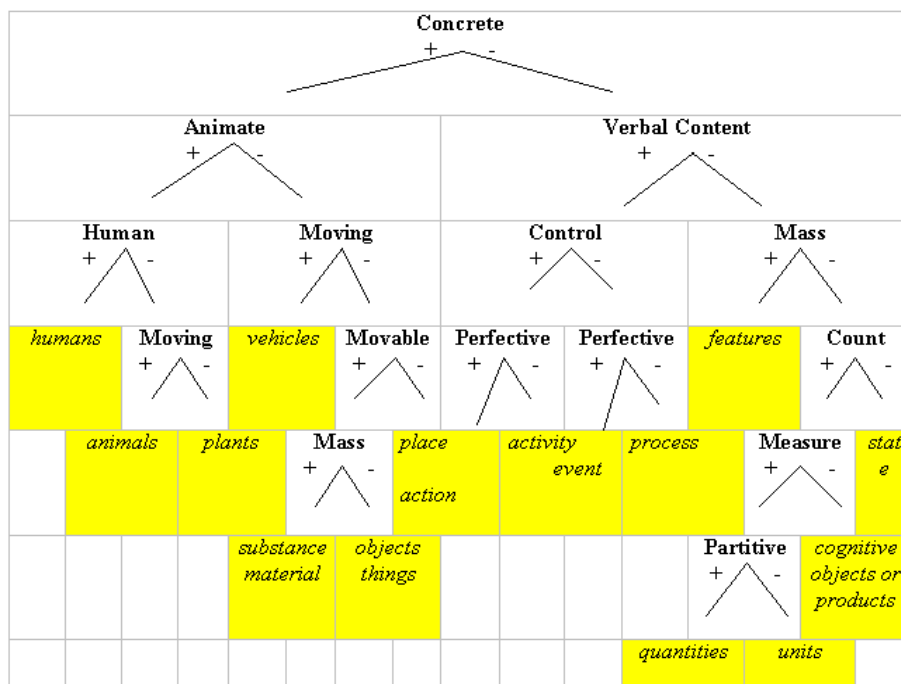 Concrete
+ -
Animate Verbal Content
+ - + -
Human Moving Control Mass
+ - + - + - + -
humans Moving vehicles Movable Perfective Perfective features Count
+ - + - + - + - + -
animals plants Mass place activity process Measure stat
+ - action event + - e
substance objects Partitive cognitive
material things + - objects or
products
quantities units